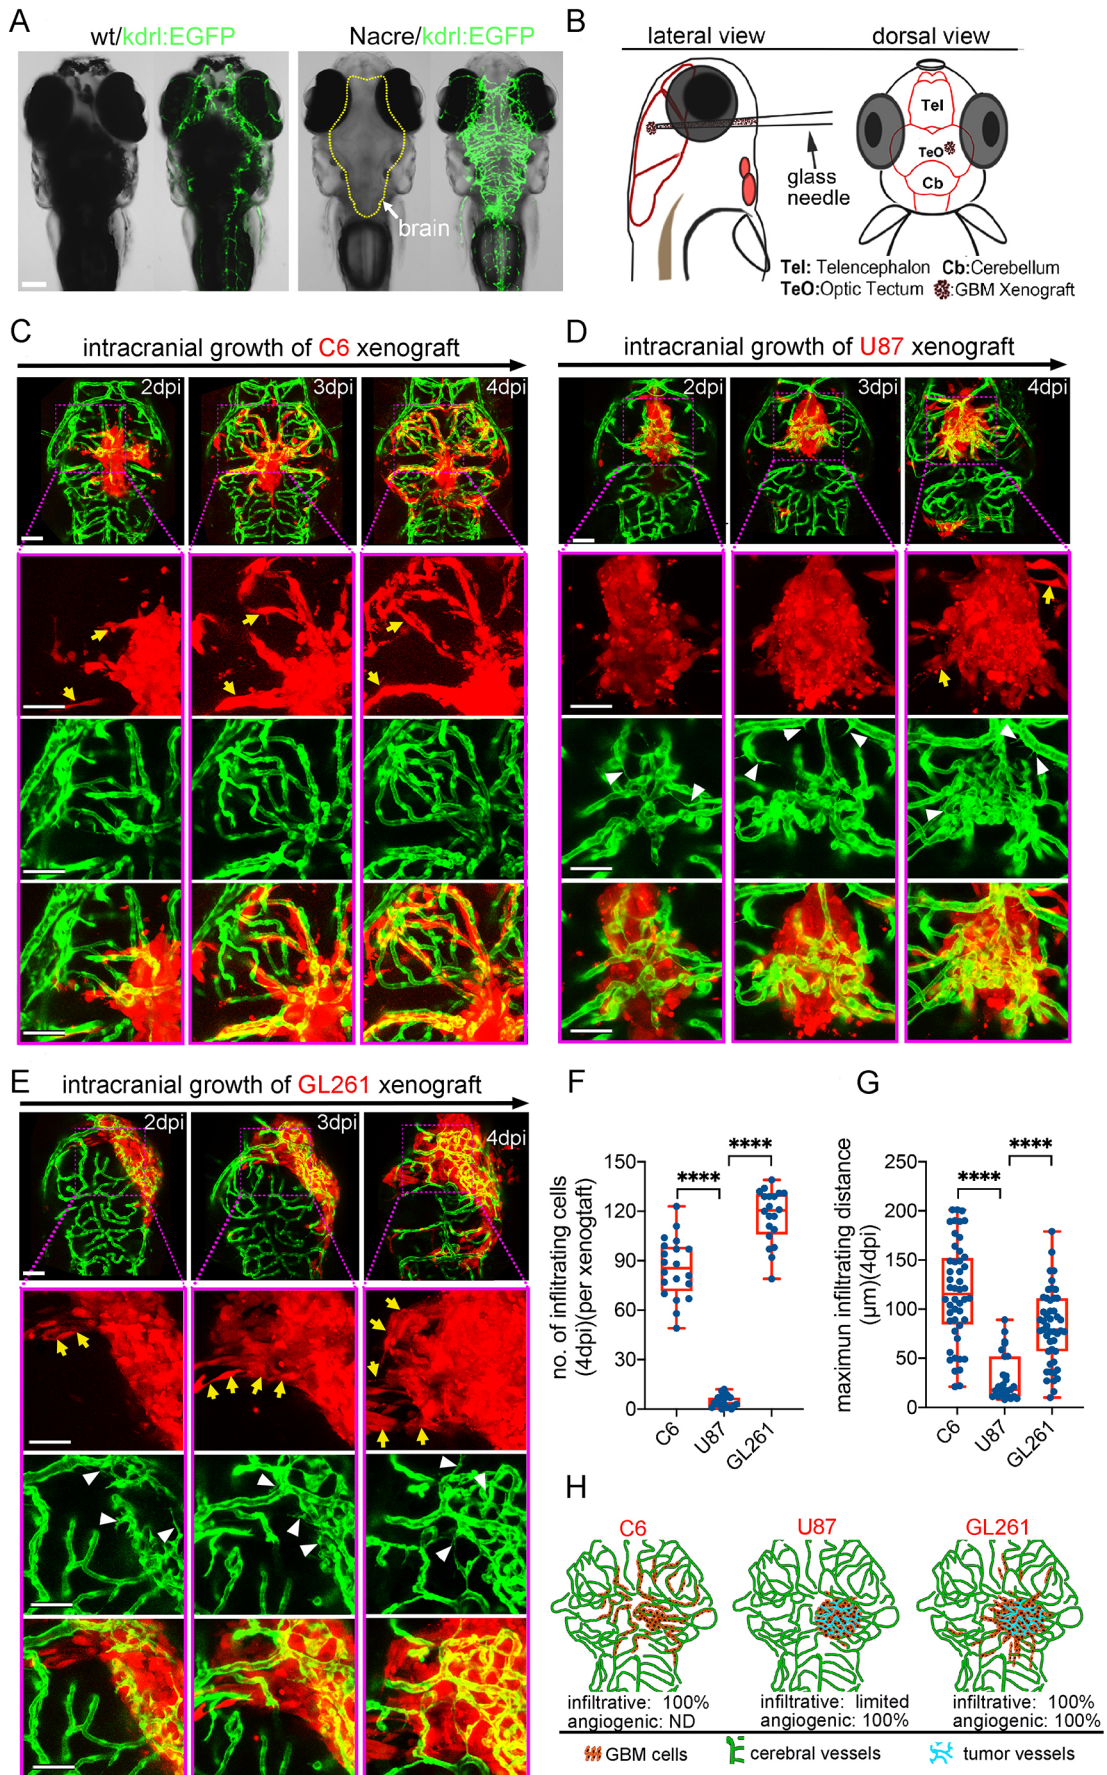 A
wt/kdrl:EGFP
Nacre/kdrl:EGFP
brain
B
lateral view
dorsal view
Tel
TeO
Cb
glass
needle
Tel: Telencephalon Cb:Cerebellum
TeO:Optic Tectum :GBM Xenograft
C
intracranial growth of C6 xenograft
2dpi
3dpi
4dpi
D
intracranial growth of U87 xenograft
2dpi
3dpi
4dpi
E
intracranial growth of GL261 xenograft
2dpi
3dpi
4dpi
F
no. of infiltrating cells
(4dpi)(per xenogtaft)
150
120
90
60
30
0
****
****
C6
U87
GL261
G
maximun infiltrating distance
(µm)(4dpi)
250
200
150
100
50
0
****
****
C6
U87
GL261
H
C6
U87
GL261
infiltrative: 100%
angiogenic: ND
infiltrative: limited
angiogenic: 100%
infiltrative: 100%
angiogenic: 100%
GBM cells
cerebral vessels
tumor vessels